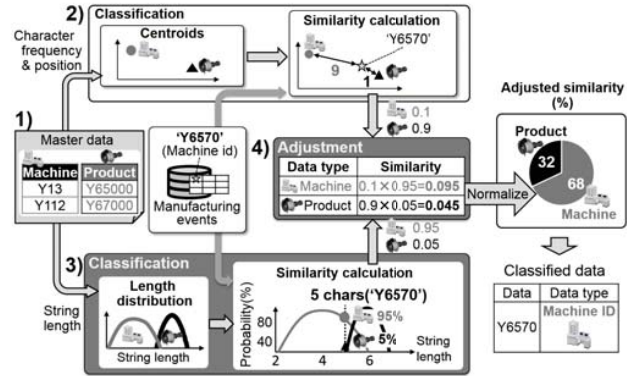 2) Classification
Character
frequency
& position
Centroids
Similarity calculation
'Y6570'
9
1
1)
Master data
Machine Product
Y13 Y65000
Y112 Y67000
'Y6570'
(Machine id)
Manufacturing
events
0.1
0.9
4) Adjustment
Data type Similarity
Machine 0.1×0.95=0.095
Product 0.9×0.05=0.045
0.95
0.05
Normalize
Adjusted similarity
(%)
Product
32
68
Machine
3) Classification
String
length
Length
distribution
String length
Similarity calculation
5 chars('Y6570')
Probability(%)
80
40
95%
5%
2 4 6
String
length
Classified data
Data Data type
Y6570 Machine ID